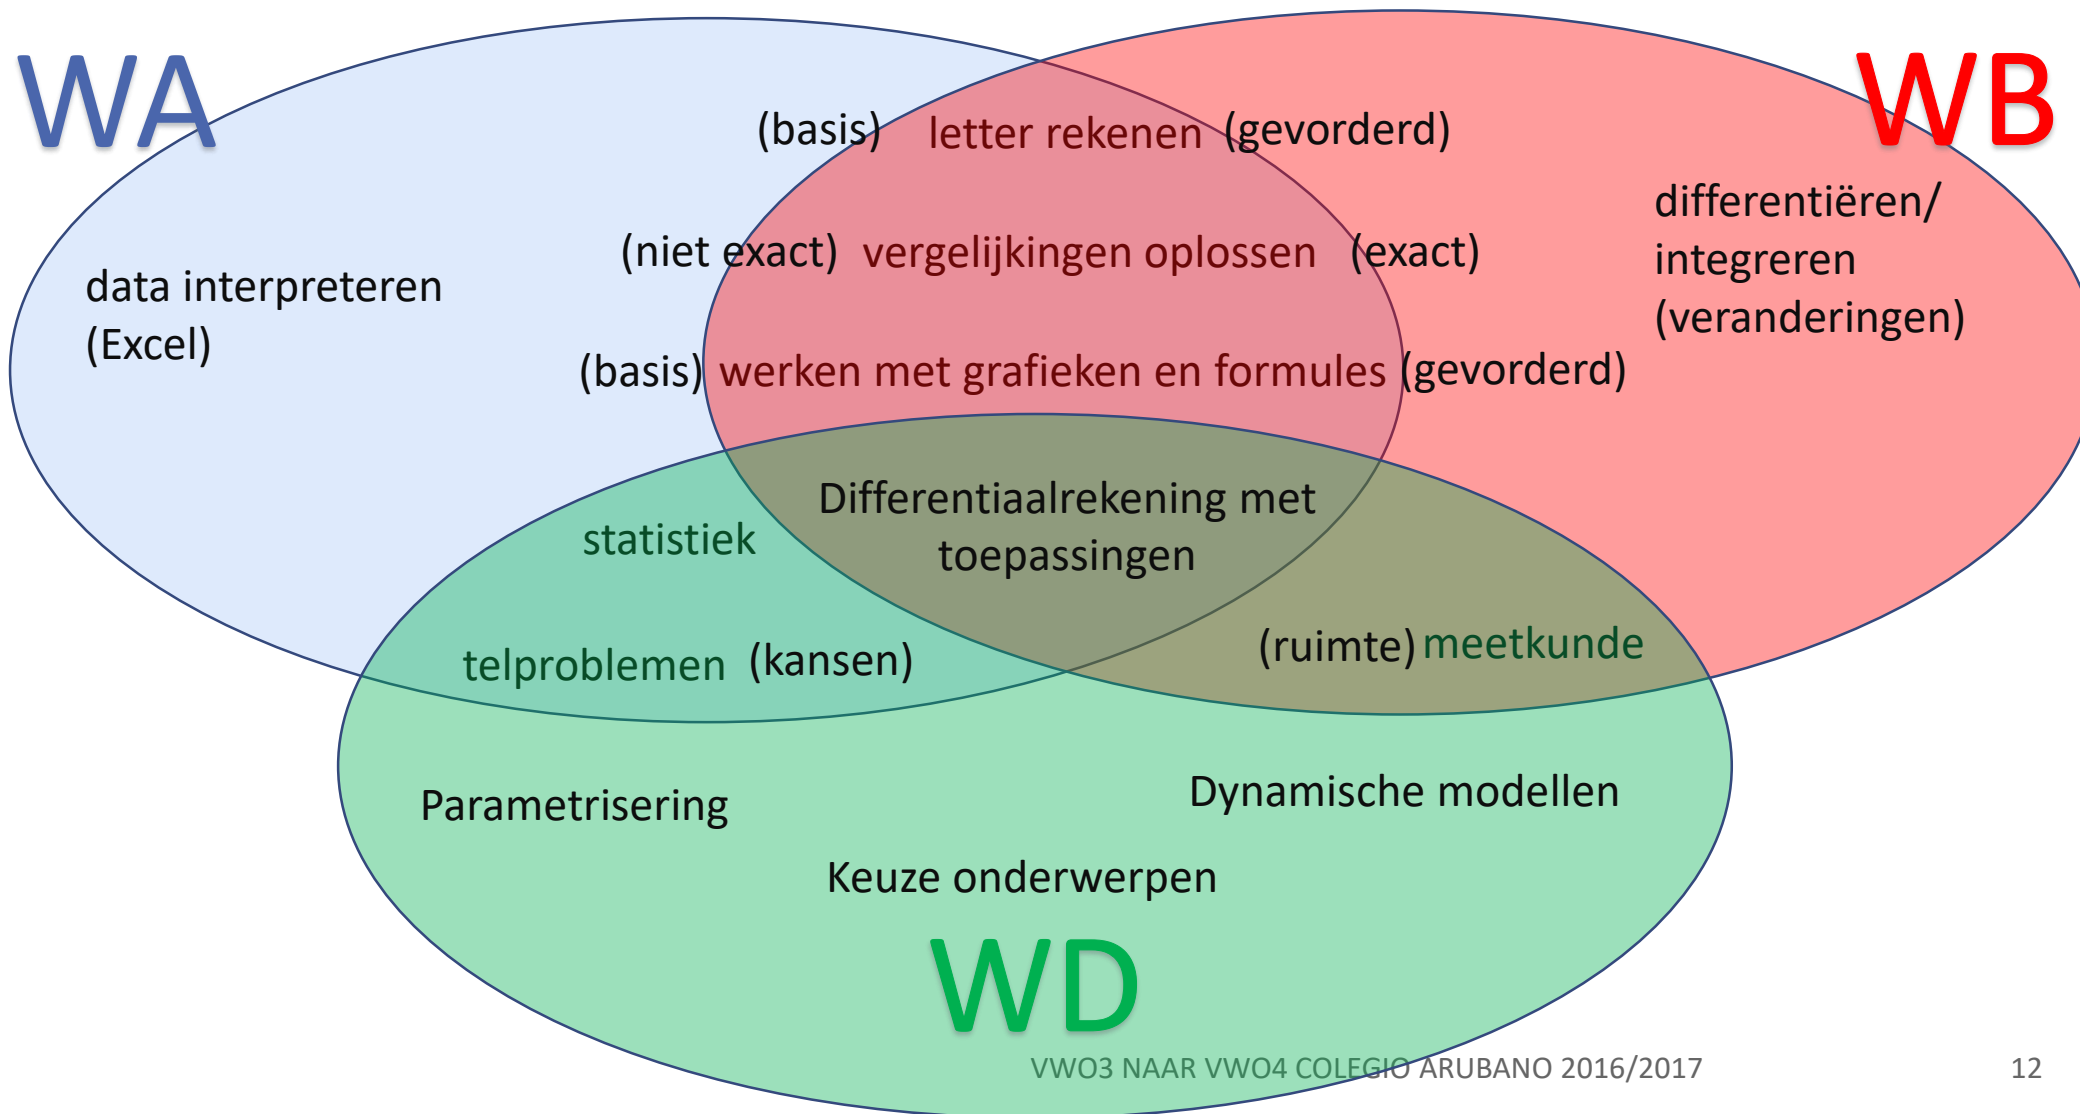 WA
WB
(basis) letter rekenen (gevorderd)
differentiëren/
integreren
(veranderingen)
(niet exact) vergelijkingen oplossen (exact)
data interpreteren
(Excel)
(basis) werken met grafieken en formules (gevorderd)
Differentiaalrekening met
toepassingen
statistiek
telproblemen (kansen)
(ruimte) meetkunde
Parametrisering
Dynamische modellen
Keuze onderwerpen
WD
VWO3 NAAR VWO4 COLEGIO ARUBANO 2016/2017
12